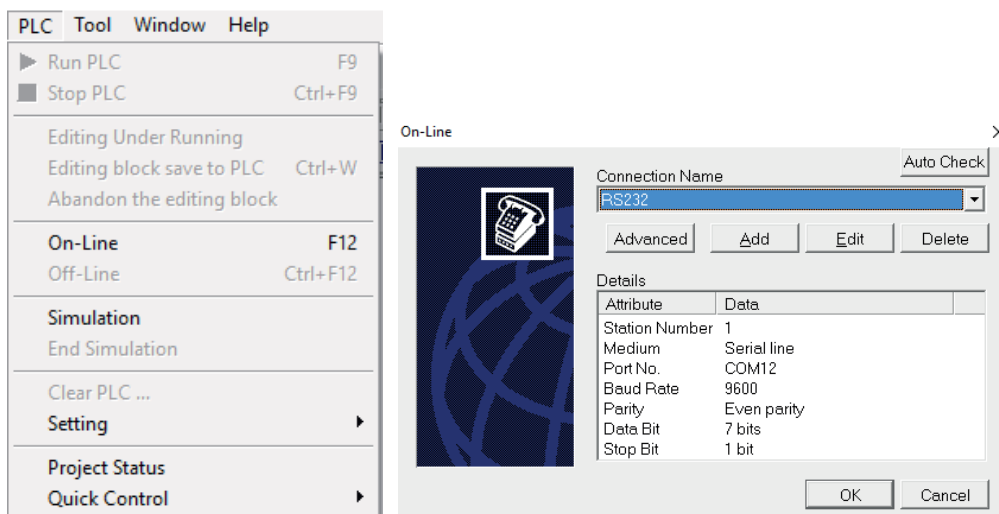 PLC Tool Window Help
Run PLC F9
Stop PLC Ctrl+F9
Editing Under Running
Editing block save to PLC Ctrl+W
Abandon the editing block
On-Line F12
Off-Line Ctrl+F12
Simulation
End Simulation
Clear PLC ...
Setting
Project Status
Quick Control
On-Line
Auto Check
Connection Name
RS232
Advanced Add Edit Delete
Details
Attribute Data
Station Number 1
Medium Serial line
Port No. COM12
Baud Rate 9600
Parity Even parity
Data Bit 7 bits
Stop Bit 1 bit
OK Cancel